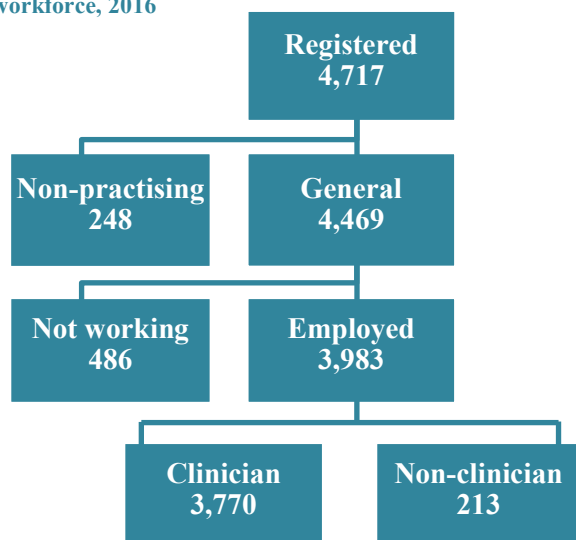 workforce, 2016
Registered
4,717
Non-practising
248
General
4,469
Not working
486
Employed
3,983
Clinician
3,770
Non-clinician
213